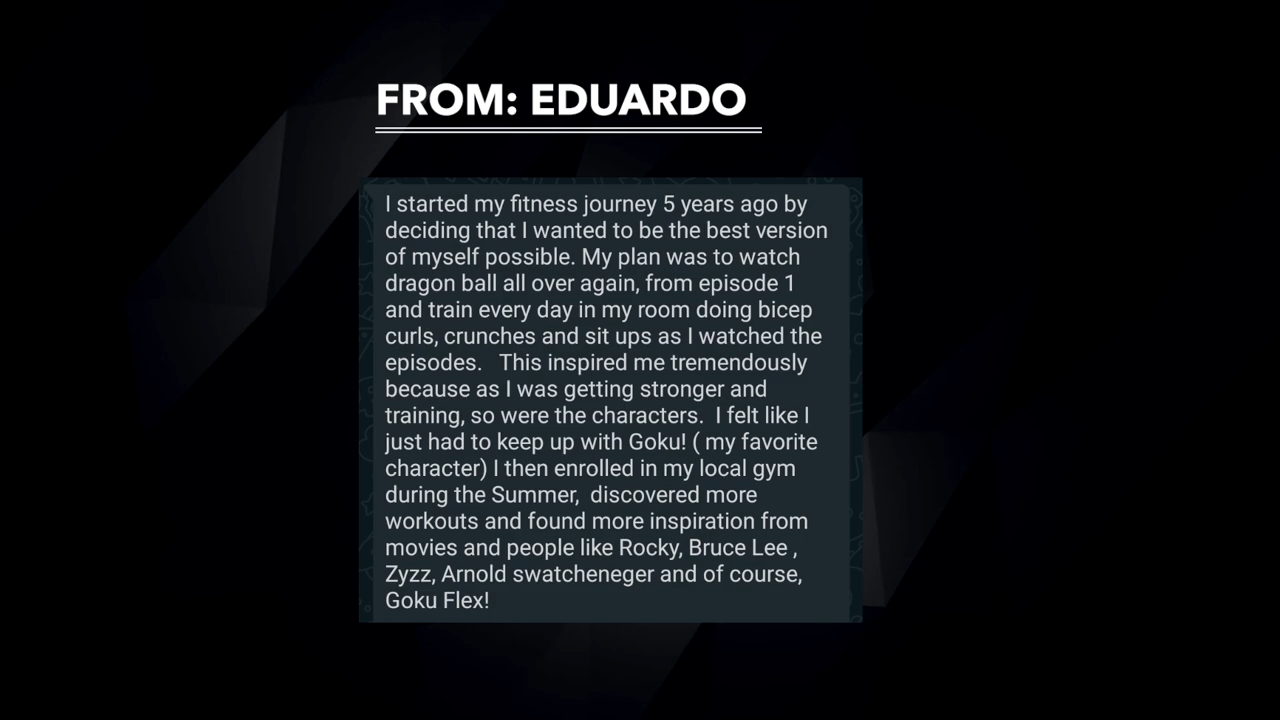 FROM: EDUARDO
I started my fitness journey 5 years ago by
deciding that I wanted to be the best version
of myself possible. My plan was to watch
dragon ball all over again, from episode 1
and train every day in my room doing bicep
curls, crunches and sit ups as I watched the
episodes.   This inspired me tremendously
because as I was getting stronger and
training, so were the characters.  I felt like I
just had to keep up with Goku! ( my favorite
character) I then enrolled in my local gym
during the Summer,  discovered more
workouts and found more inspiration from
movies and people like Rocky, Bruce Lee ,
Zyzz, Arnold swatcheneger and of course,
Goku Flex!